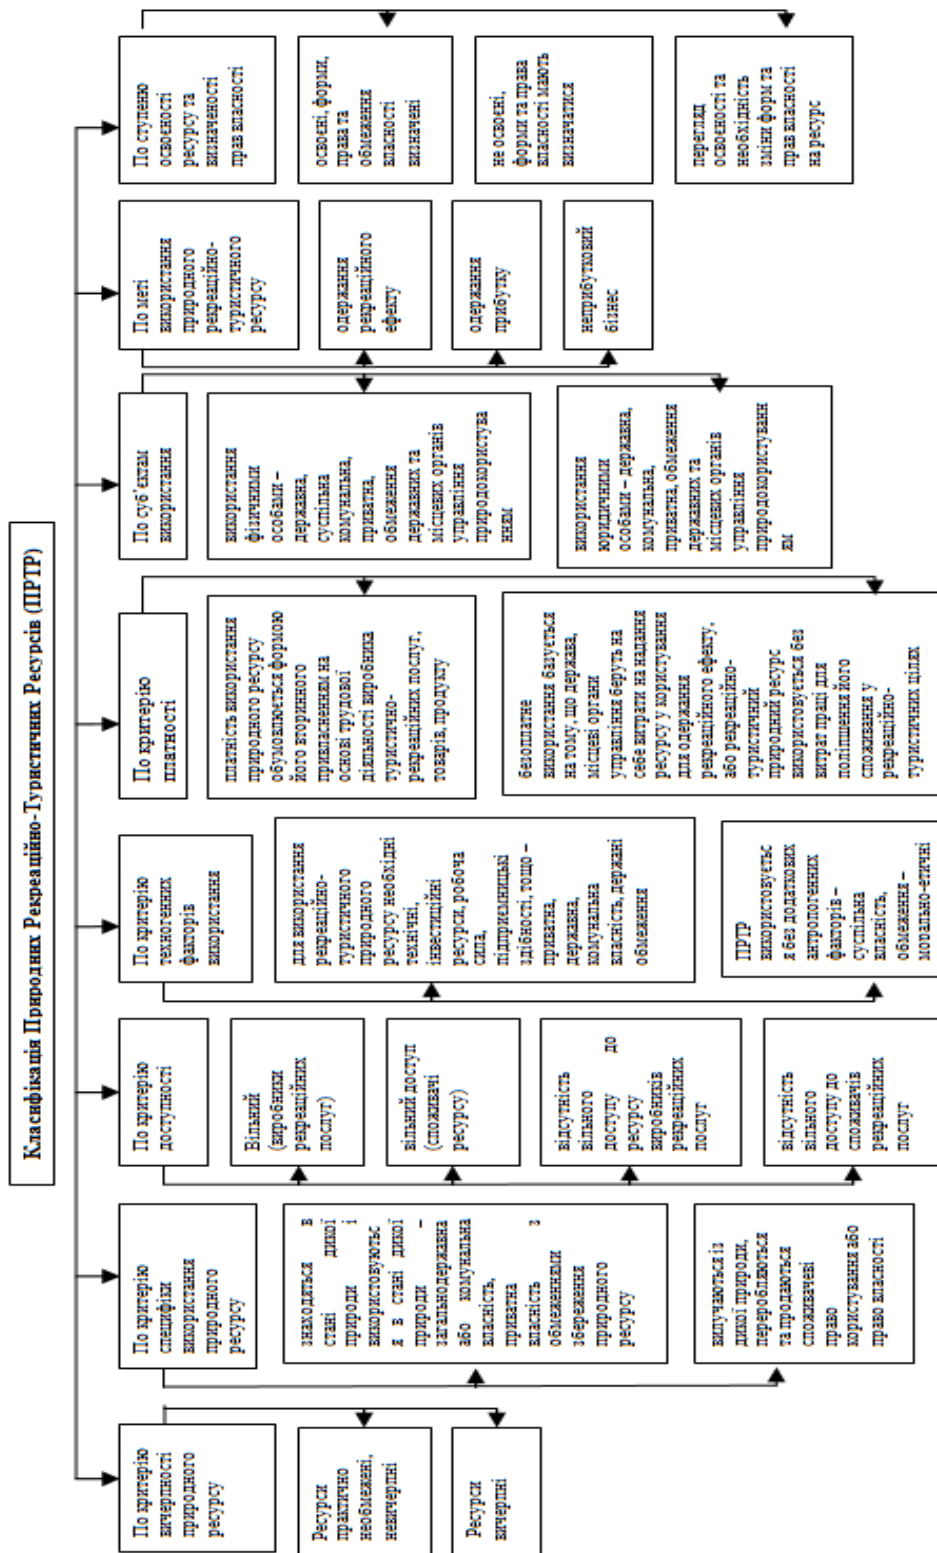 Класифікація Природних Рекреаційно-Туристичних Ресурсів (ПРТР)
По критерію
вичерпності
природного
ресурсу
Ресурси
практично
необмежені,
невичерпні
Ресурси
вичерпні
По критерію
специфіки
використання
природного
ресурсу
знаходяться в
стані дикої
природи і
використовуютьс
я в стані дикої
природи –
загальнодержавна
або комунальна
власність,
приватна
власність з
обмеженнями
збереження
природного
ресурсу
вилучаються із
дикої природи,
переробляються
та продаються
споживачеві
право
користування або
право власності
По критерію
доступності
Вільний
(виробники
рекреаційних
послуг)
вільний доступ
(споживачі
ресурсу)
відсутність
вільного
доступу до
ресурсу
виробників
рекреаційних
послуг
відсутність
вільного
доступу до
споживачів
рекреаційних
послуг
По критерію
техногенних
факторів
використання
для використання
рекреаційно-
туристичного
природного
ресурсу необхідні
технічні,
інвестиційні
ресурси, робоча
сила,
підприємницькі
здібності, тощо –
приватна,
державна,
комунальна
власність, держані
обмеження
ПРТР
використовуєтьс
я без додаткових
антропогенних
факторів –
суспільна
власність,
обмеження –
морально-етичні
По критерію
платності
платність використання
природного ресурсу
обумовлюється формою
його вторинного
привласненням на
основі трудової
діяльності виробника
туристично-
рекреаційних послуг,
товарів, продукту
безоплатне
використання базується
на тому, що держава,
місцеві органи
управління беруть на
себе витрати на надання
ресурсу у користування
для одержання
рекреаційного ефекту,
або рекреаційно-
туристичний
природний ресурс
використовується без
витрат праці для
поліпшення його
споживання у
рекреаційно-
туристичних цілях
По суб'єктам
використання
використання
фізичними
особами –
державна,
суспільна
комунальна,
приватна,
обмеження
державних та
місцевих органів
управління
природокористува
нням
використання
юридичними
особами – державна,
комунальна,
приватна, обмеження
державних та
місцевих органів
управління
природокористуванн
ям
По меті
використання
природного
рекреаційно-
туристичного
ресурсу
одержання
рекреаційного
ефекту
одержання
прибутку
неприбутковий
бізнес
По ступеню
освоєності
ресурсу та
визначеності
прав власності
освоєні, форми,
права та
обмеження
власності
визначені
не освоєні,
форми та права
власності мають
визначатися
перегляд
освоєності та
необхідність
зміни форм та
прав власності
на ресурс